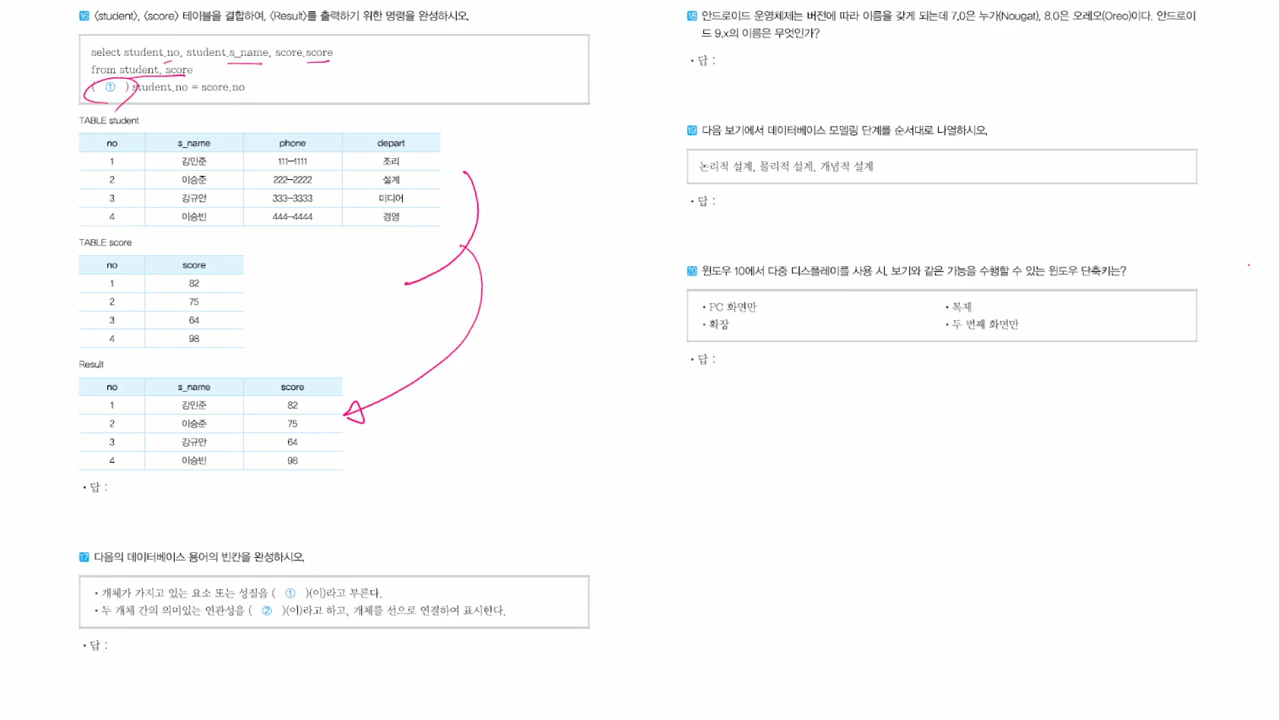 16 <student>, <score> 테이블을 결합하여, <Result>를 출력하기 위한 명령을 완성하시오.
select student.no, student.s_name, score.score
from student, score
( ① ) student.no = score.no
TABLE student
no s_name phone depart
1 강민준 111-1111 조리
2 이승준 222-2222 설계
3 강규안 333-3333 미디어
4 이승빈 444-4444 경영
TABLE score
no score
1 82
2 75
3 64
4 98
Result
no s_name score
1 강민준 82
2 이승준 75
3 강규안 64
4 이승빈 98
• 답 :
17 다음의 데이터베이스 용어의 빈칸을 완성하시오.
• 개체가 가지고 있는 요소 또는 성질을 ( ① )(이)라고 부른다.
• 두 개체 간의 의미있는 연관성을 ( ② )(이)라고 하고, 개체를 선으로 연결하여 표시한다.
• 답 :
18 안드로이드 운영체제는 버전에 따라 이름을 갖게 되는데 7.0은 누가(Nougat), 8.0은 오레오(Oreo)이다. 안드로이
드 9.x의 이름은 무엇인가?
• 답 :
19 다음 보기에서 데이터베이스 모델링 단계를 순서대로 나열하시오.
논리적 설계, 물리적 설계, 개념적 설계
• 답 :
20 윈도우 10에서 다중 디스플레이를 사용 시, 보기와 같은 기능을 수행할 수 있는 윈도우 단축키는?
• PC 화면만 • 복제
• 확장 • 두 번째 화면만
• 답 :